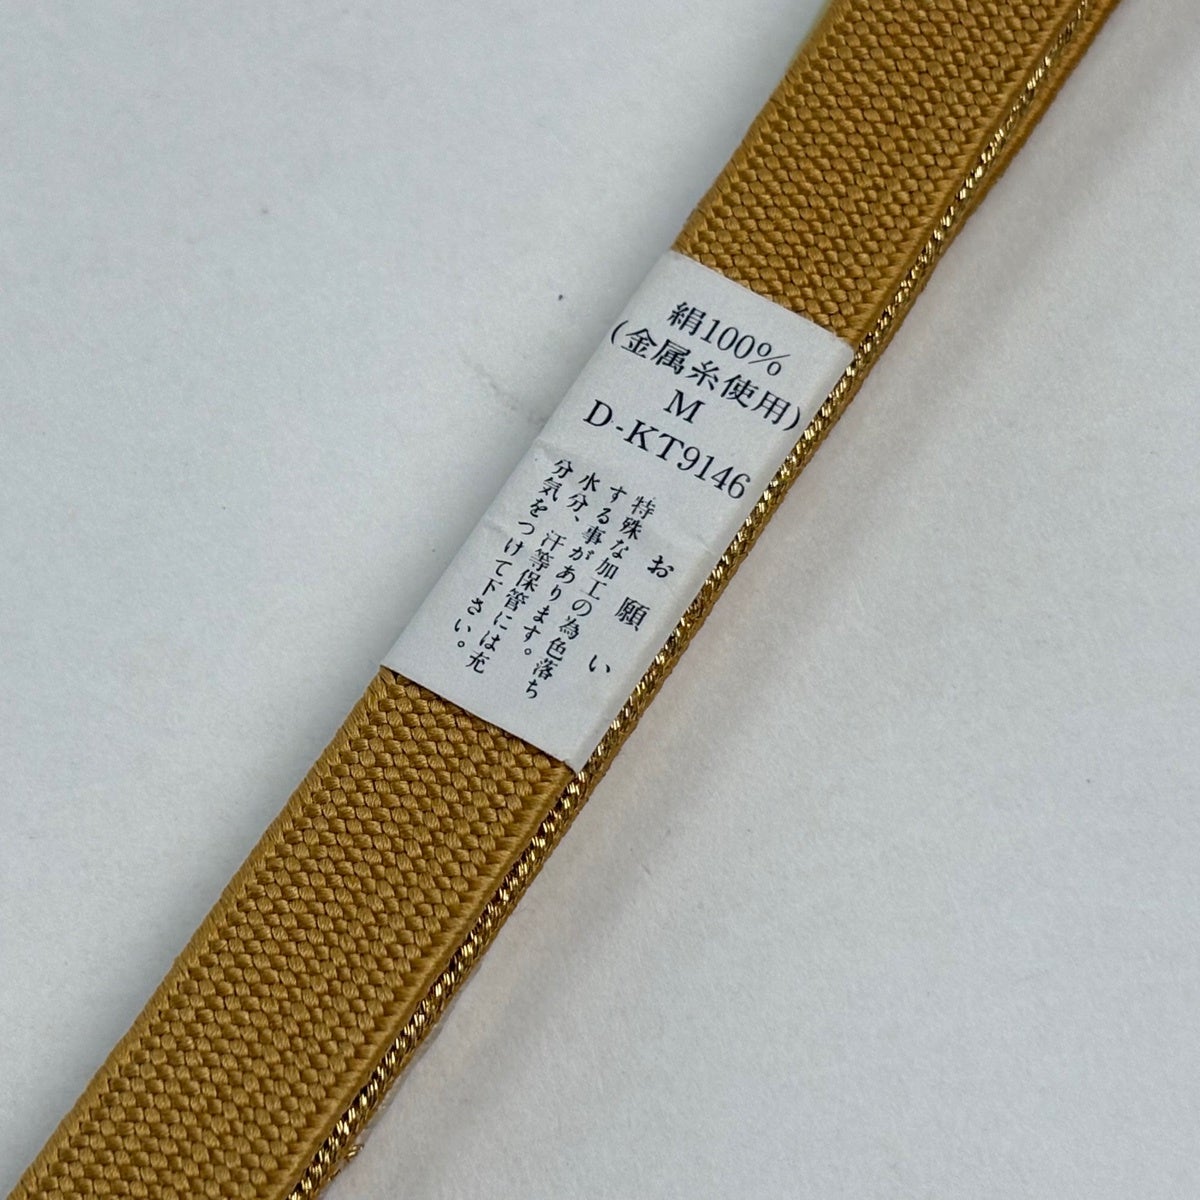 絹100%
(金属糸使用)
M
D-KT9146
お願い
特殊な加工の為色落ち
する事があります。
水分、汗等保管には充
分気をつけて下さい。